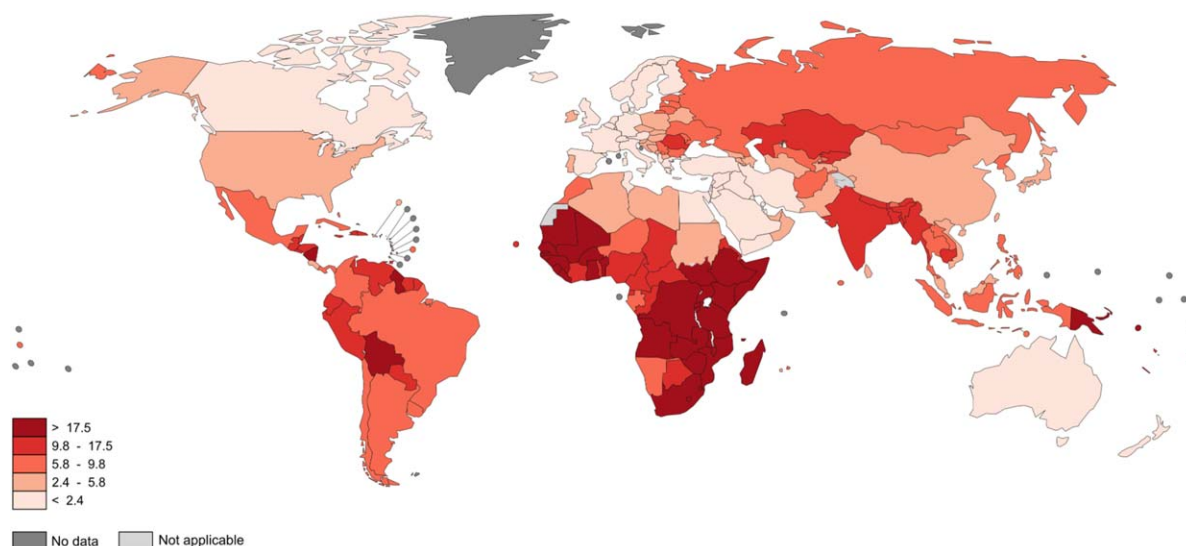 > 17.5
9.8 - 17.5
5.8 - 9.8
2.4 - 5.8
< 2.4
No data
Not applicable